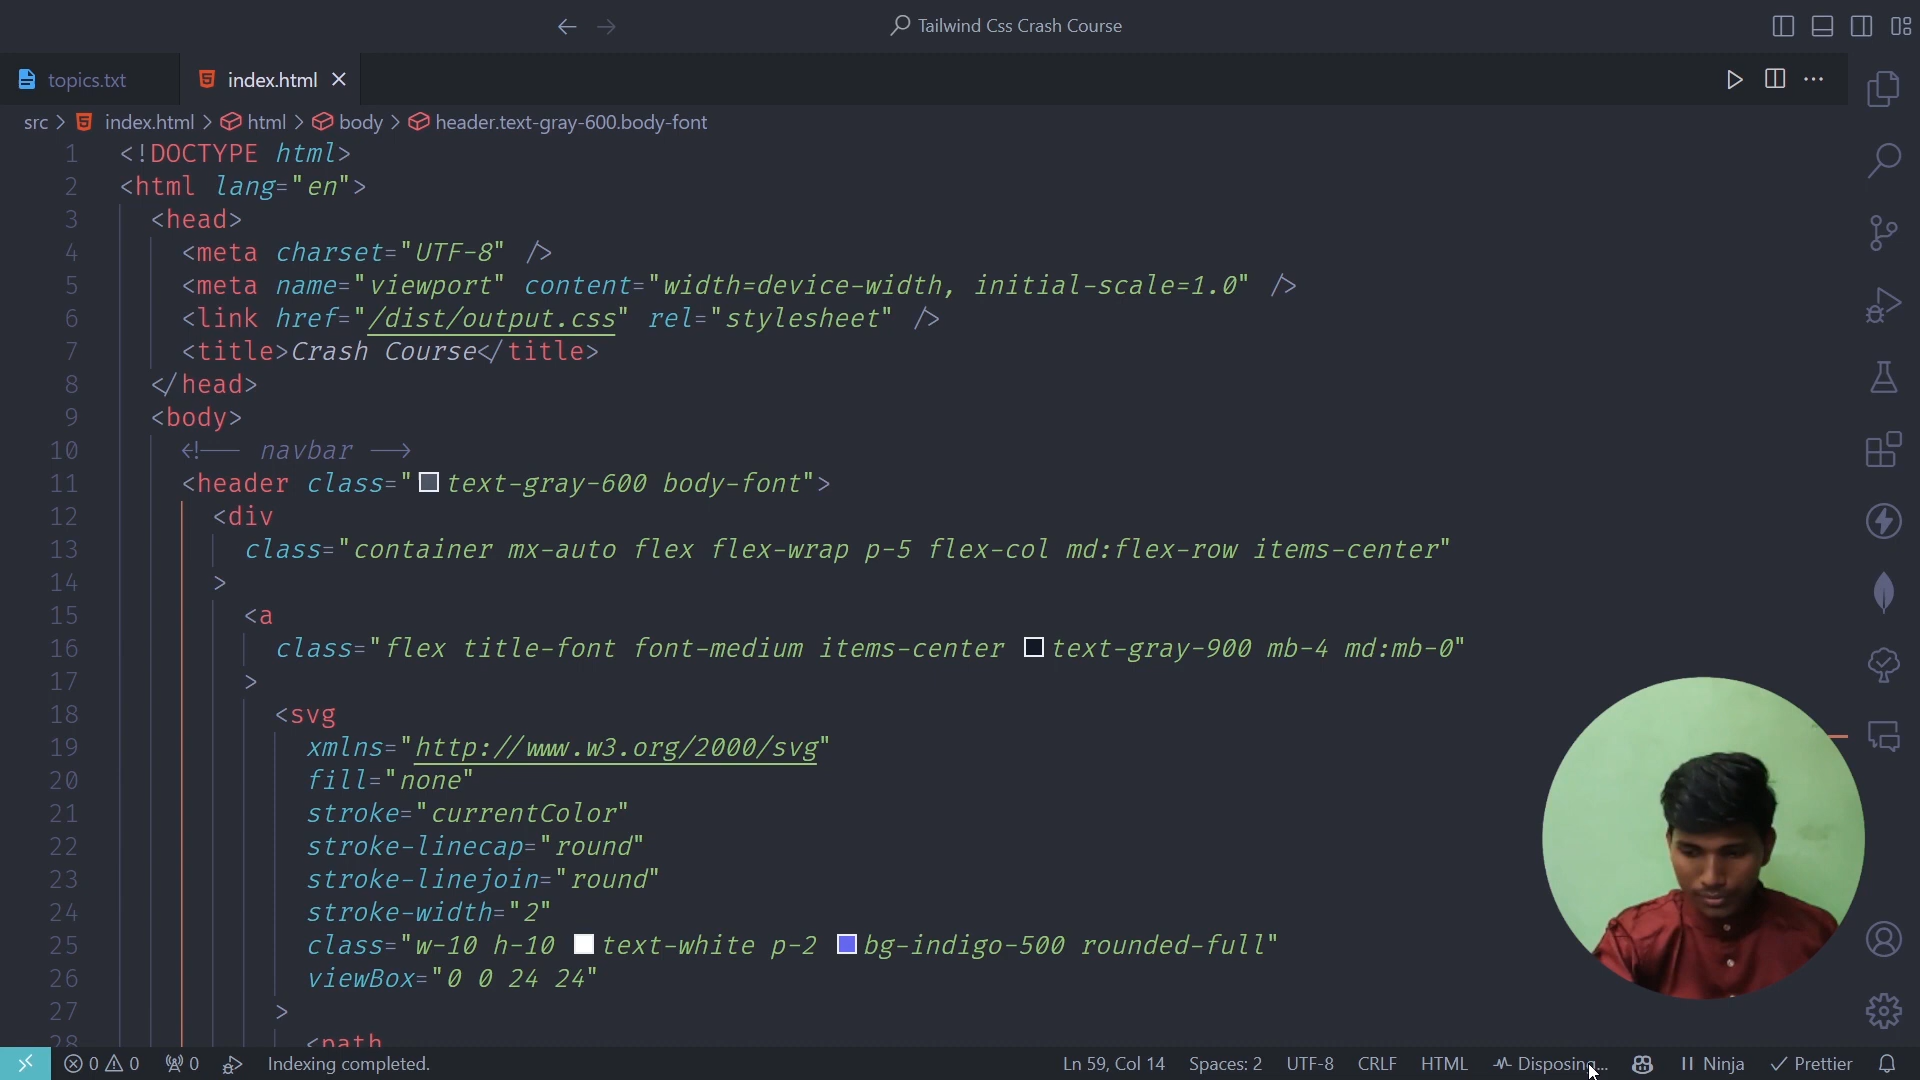 Tailwind Css Crash Course
topics.txt
index.html
src > index.html > html > body > header.text-gray-600.body-font
1 <!DOCTYPE html>
2 <html lang="en">
3 <head>
4 <meta charset="UTF-8" />
5 <meta name="viewport" content="width=device-width, initial-scale=1.0" />
6 <link href="/dist/output.css" rel="stylesheet" />
7 <title>Crash Course</title>
8 </head>
9 <body>
10 <!-- navbar -->
11 <header class="text-gray-600 body-font">
12 <div
13 class="container mx-auto flex flex-wrap p-5 flex-col md:flex-row items-center"
14 >
15 <a
16 class="flex title-font font-medium items-center text-gray-900 mb-4 md:mb-0"
17 >
18 <svg
19 xmlns="http://www.w3.org/2000/svg"
20 fill="none"
21 stroke="currentColor"
22 stroke-linecap="round"
23 stroke-linejoin="round"
24 stroke-width="2"
25 class="w-10 h-10 text-white p-2 bg-indigo-500 rounded-full"
26 viewBox="0 0 24 24"
27 >
28 <path
0 0 0 Indexing completed. Ln 59, Col 14 Spaces: 2 UTF-8 CRLF HTML Disposing... Ninja Prettier